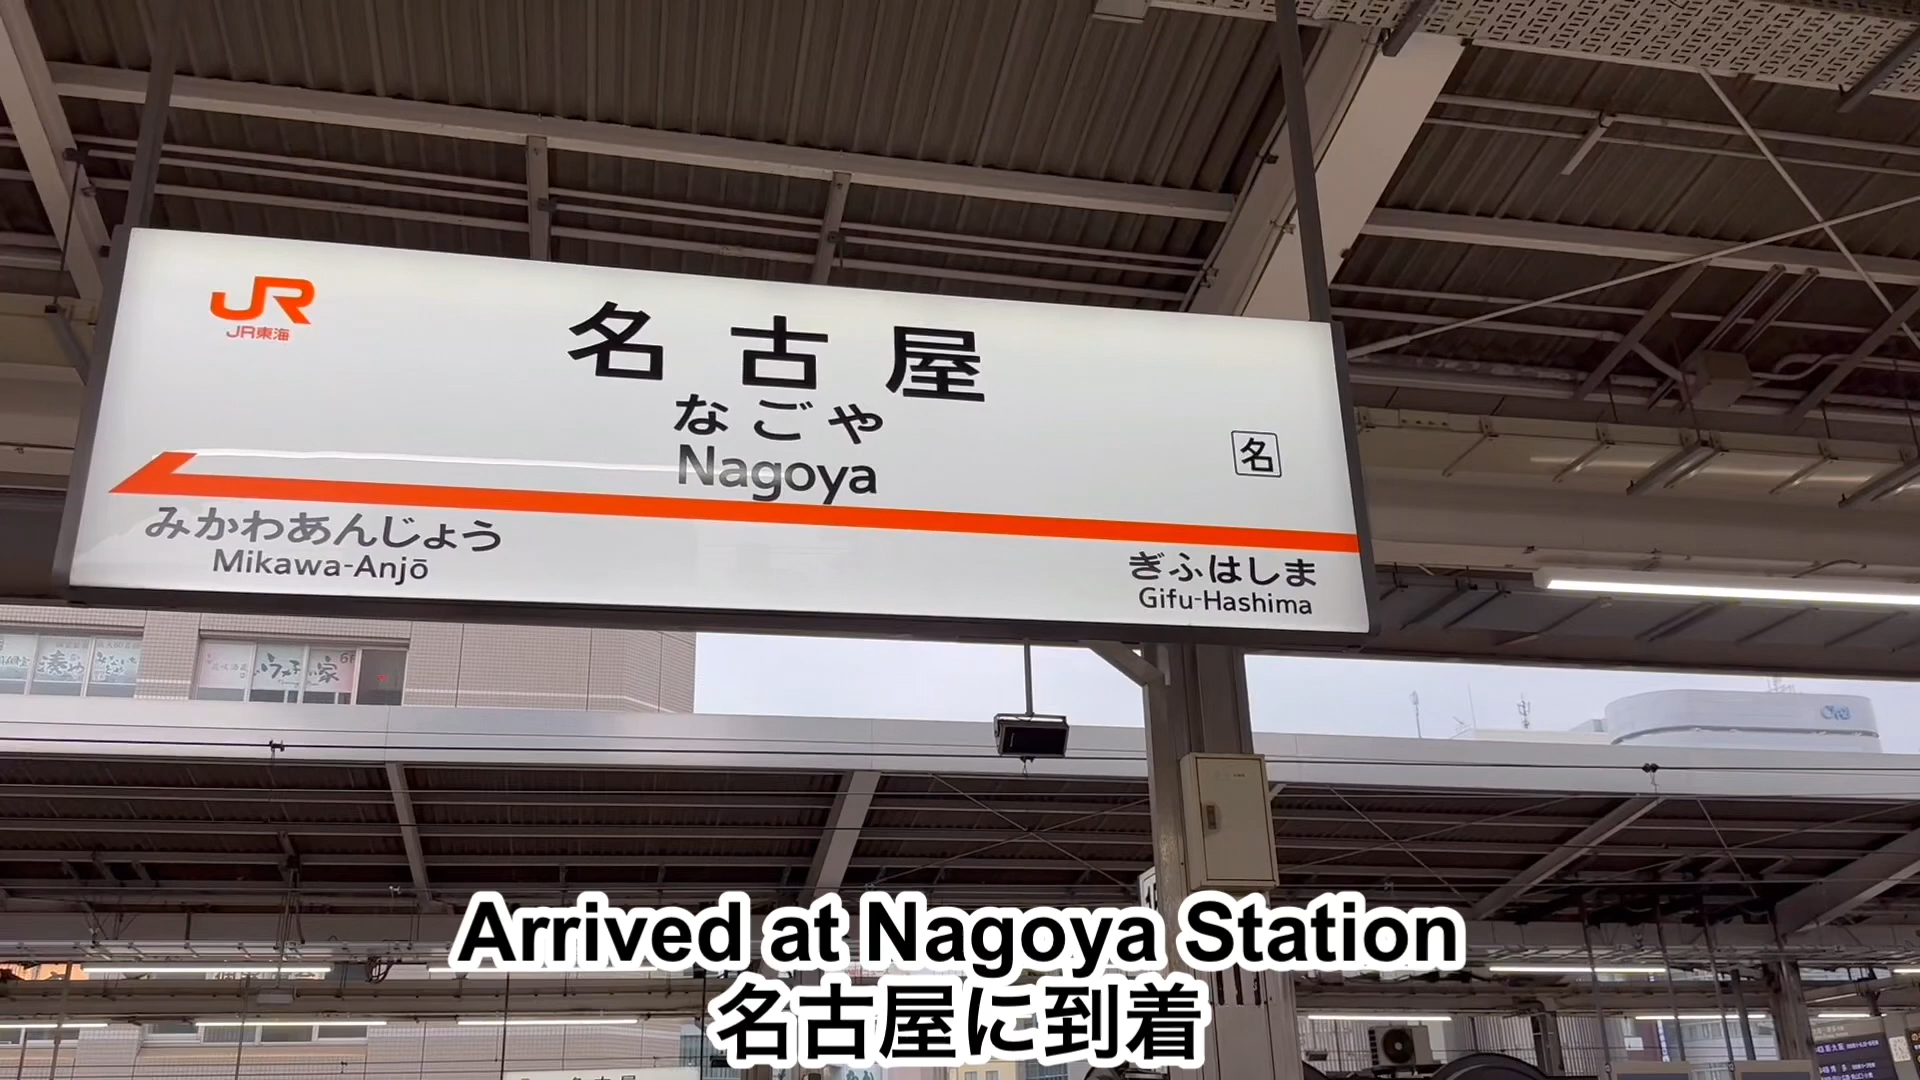 JR
JR東海
名古屋
なごや
Nagoya
名
みかわあんじょう
Mikawa-Anjō
ぎふはしま
Gifu-Hashima
Arrived at Nagoya Station
名古屋に到着